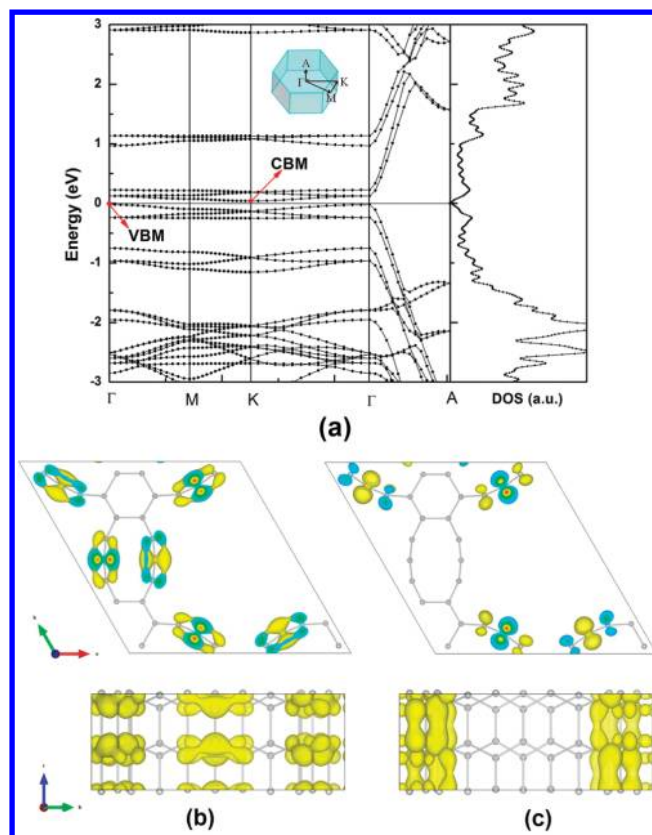 3
2
1
0
-1
-2
-3
Energy (eV)
A
Γ
K
M
CBM
VBM
Γ M K Γ A DOS (a.u.)
(a)
(b) (c)